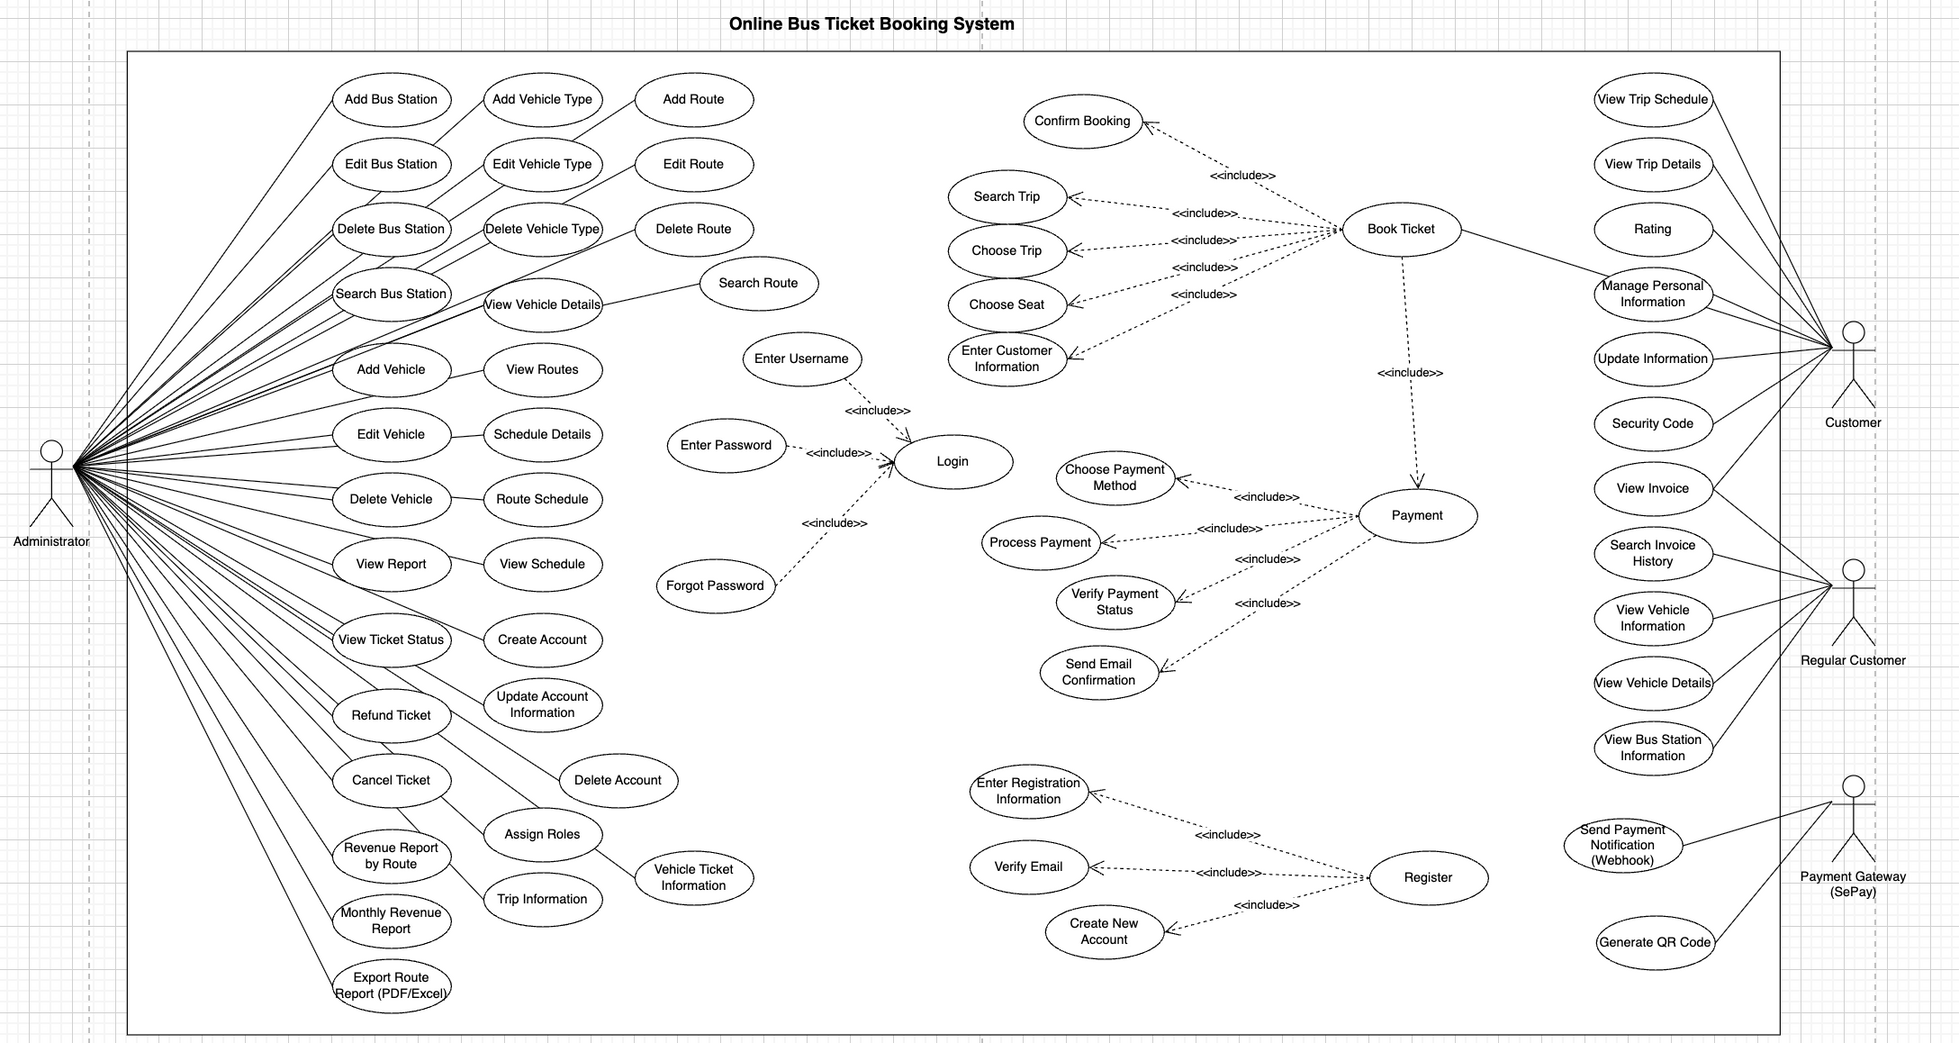 Online Bus Ticket Booking System
Add Bus Station
Add Vehicle Type
Add Route
Edit Bus Station
Edit Vehicle Type
Edit Route
Delete Bus Station
Delete Vehicle Type
Delete Route
Search Bus Station
View Vehicle Details
Search Route
Add Vehicle
View Routes
Edit Vehicle
Schedule Details
Delete Vehicle
Route Schedule
View Report
View Schedule
View Ticket Status
Create Account
Refund Ticket
Update Account
Information
Cancel Ticket
Delete Account
Revenue Report
by Route
Assign Roles
Vehicle Ticket
Information
Monthly Revenue
Report
Trip Information
Export Route
Report (PDF/Excel)
Administrator
Enter Username
<<include>>
Enter Password
<<include>>
Login
<<include>>
Forgot Password
Confirm Booking
<<include>>
Search Trip
<<include>>
Book Ticket
Choose Trip
<<include>>
<<include>>
Choose Seat
<<include>>
Enter Customer
Information
<<include>>
Choose Payment
Method
<<include>>
Payment
Process Payment
<<include>>
<<include>>
Verify Payment
Status
<<include>>
Send Email
Confirmation
Enter Registration
Information
<<include>>
Verify Email
<<include>>
Register
<<include>>
Create New
Account
View Trip Schedule
View Trip Details
Rating
Manage Personal
Information
Update Information
Security Code
View Invoice
Search Invoice
History
View Vehicle
Information
View Vehicle Details
View Bus Station
Information
Send Payment
Notification
(Webhook)
Generate QR Code
Customer
Regular Customer
Payment Gateway
(SePay)